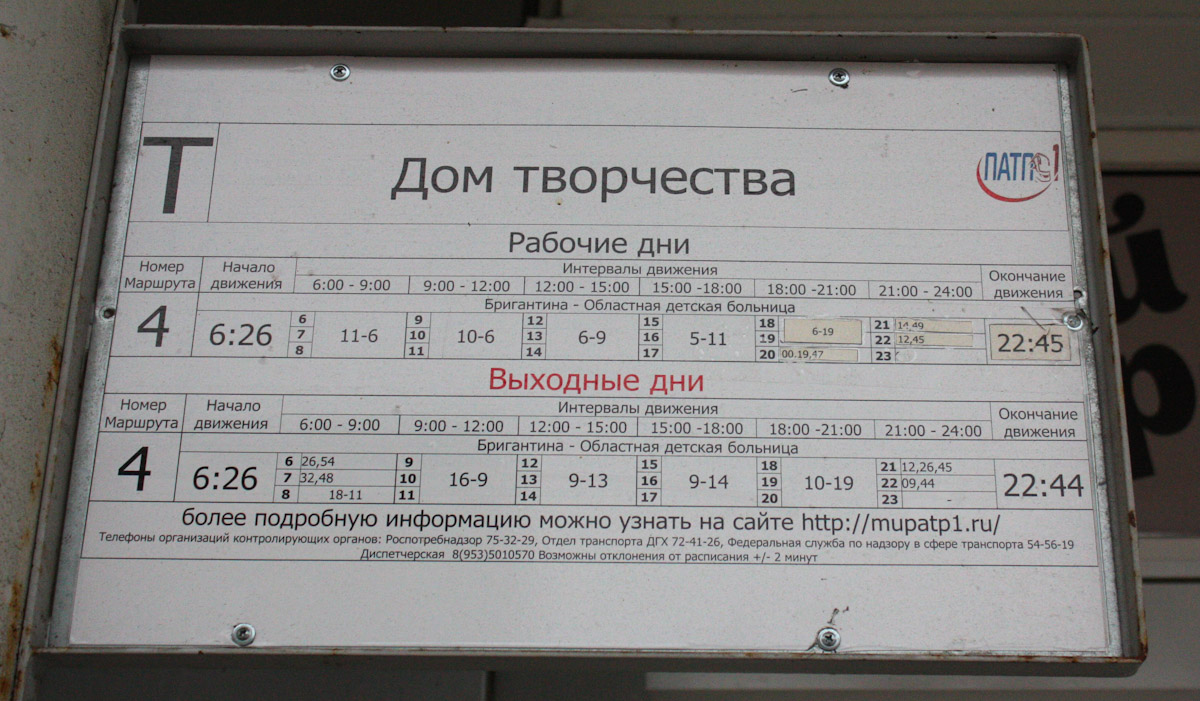 Т
Дом творчества
ПАТП 1
Рабочие дни
Номер Маршрута
Начало движения
Интервалы движения
Окончание движения
6:00 - 9:00 9:00 - 12:00 12:00 - 15:00 15:00 -18:00 18:00 -21:00 21:00 - 24:00
Бригантина - Областная детская больница
4 6:26
6 7 8 11-6
9 10 11 10-6
12 13 14 6-9
15 16 17 5-11
18 19 6-19
20 00.19,47
21 14,49
22 12,45
23
22:45
Выходные дни
Номер Маршрута
Начало движения
Интервалы движения
Окончание движения
6:00 - 9:00 9:00 - 12:00 12:00 - 15:00 15:00 -18:00 18:00 -21:00 21:00 - 24:00
Бригантина - Областная детская больница
4 6:26
6 26,54
7 32,48
8 18-11
9 10 11 16-9
12 13 14 9-13
15 16 17 9-14
18 19 20 10-19
21 12,26,45
22 09,44
23 -
22:44
более подробную информацию можно узнать на сайте http://mupatp1.ru/
Телефоны организаций контролирующих органов: Роспотребнадзор 75-32-29, Отдел транспорта ДГХ 72-41-26, Федеральная служба по надзору в сфере транспорта 54-56-19
Диспетчерская 8(953)5010570 Возможны отклонения от расписания +/- 2 минут